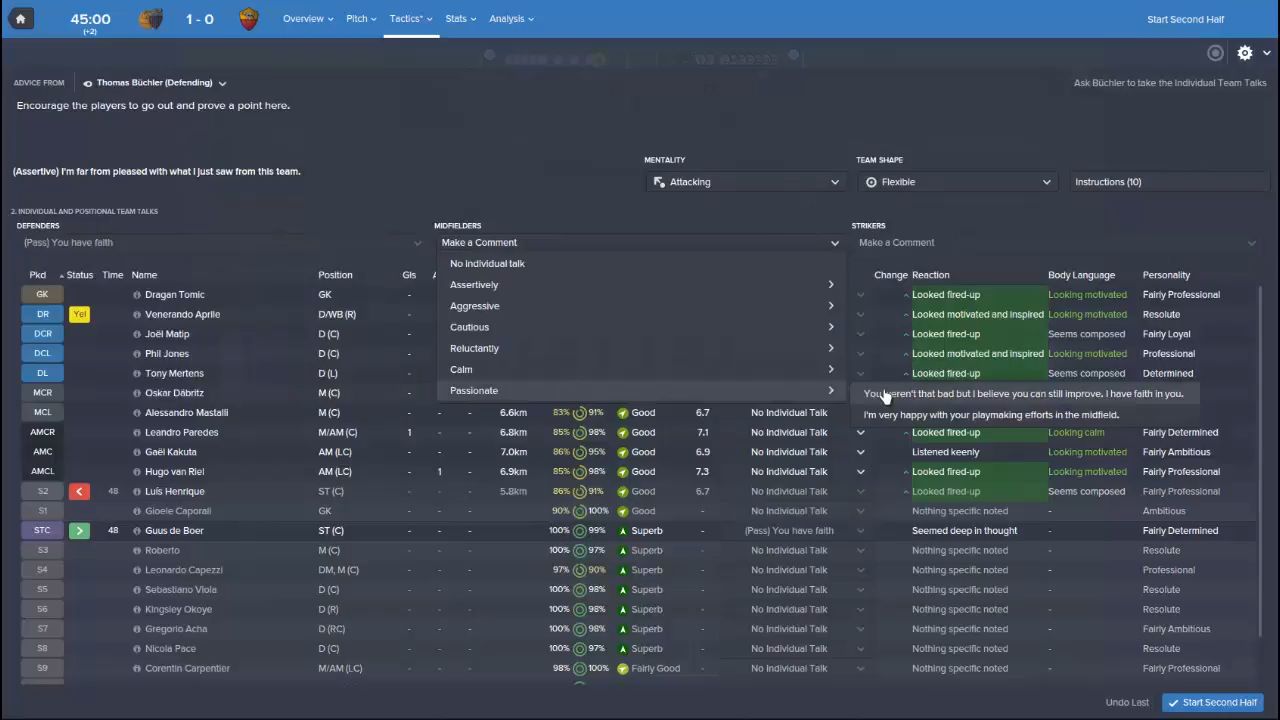 45:00 1 - 0 Overview Pitch Tactics* Stats Analysis Start Second Half
(+2)
ADVICE FROM Thomas Büchler (Defending) Ask Büchler to take the Individual Team Talks
Encourage the players to go out and prove a point here.
MENTALITY TEAM SHAPE
(Assertive) I'm far from pleased with what I just saw from this team.
Attacking Flexible Instructions (10)
2. INDIVIDUAL AND POSITIONAL TEAM TALKS
DEFENDERS MIDFIELDERS STRIKERS
(Pass) You have faith Make a Comment Make a Comment
No individual talk
Assertively
Aggressive
Cautious
Reluctantly
Calm
Passionate
Pkd Status Time Name Position Gls Change Reaction Body Language Personality
GK Dragan Tomic GK - Looked fired-up Looking motivated Fairly Professional
DR Yel Venerando Aprile D/WB (R) - Looked motivated and inspired Looking motivated Resolute
DCR Joël Matip D (C) - Looked fired-up Seems composed Fairly Loyal
DCL Phil Jones D (C) - Looked motivated and inspired Looking motivated Professional
DL Tony Mertens D (L) - Looked fired-up Seems composed Determined
MCR Oskar Däbritz M (C) - that bad but I believe you can still improve, I have faith in you.
MCL Alessandro Mastalli M (C) - - - 6.6km 83% 91% Good 6.7 No Individual Talk I'm very happy with your playmaking efforts in the midfield.
AMCR Leandro Paredes M/AM (C) 1 - - 6.8km 85% 98% Good 7.1 No Individual Talk Looked fired-up Looking calm Fairly Determined
AMC Gaël Kakuta AM (LC) - - - 7.0km 86% 95% Good 6.9 No Individual Talk Listened keenly Looking motivated Fairly Ambitious
AMCL Hugo van Riel AM (LC) - 1 - 6.9km 85% 98% Good 7.3 No Individual Talk Looked fired-up Looking motivated Fairly Professional
S2 48 Luís Henrique ST (C) - - - 5.8km 86% 91% Good 6.7 No Individual Talk Looked fired-up Seems composed Fairly Professional
S1 Gioele Caporali GK - - - 90% 100% Good - No Individual Talk Nothing specific noted - Ambitious
STC 48 Guus de Boer ST (C) - - - 100% 99% Superb - (Pass) You have faith Seemed deep in thought - Fairly Determined
S3 Roberto M (C) - - - 100% 97% Superb - No Individual Talk Nothing specific noted - Resolute
S4 Leonardo Capezzi DM, M (C) - - - 97% 90% Superb - No Individual Talk Nothing specific noted - Professional
S5 Sebastiano Viola D (C) - - - 100% 98% Superb - No Individual Talk Nothing specific noted - Resolute
S6 Kingsley Okoye D (R) - - - 100% 98% Superb - No Individual Talk Nothing specific noted - Resolute
S7 Gregorio Acha D (RC) - - - 100% 98% Superb - No Individual Talk Nothing specific noted - Fairly Ambitious
S8 Nicola Pace D (C) - - - 100% 97% Superb - No Individual Talk Nothing specific noted - Resolute
S9 Corentin Carpentier M/AM (LC) - - - 98% 100% Fairly Good - No Individual Talk Nothing specific noted - Fairly Professional
Undo Last Start Second Half